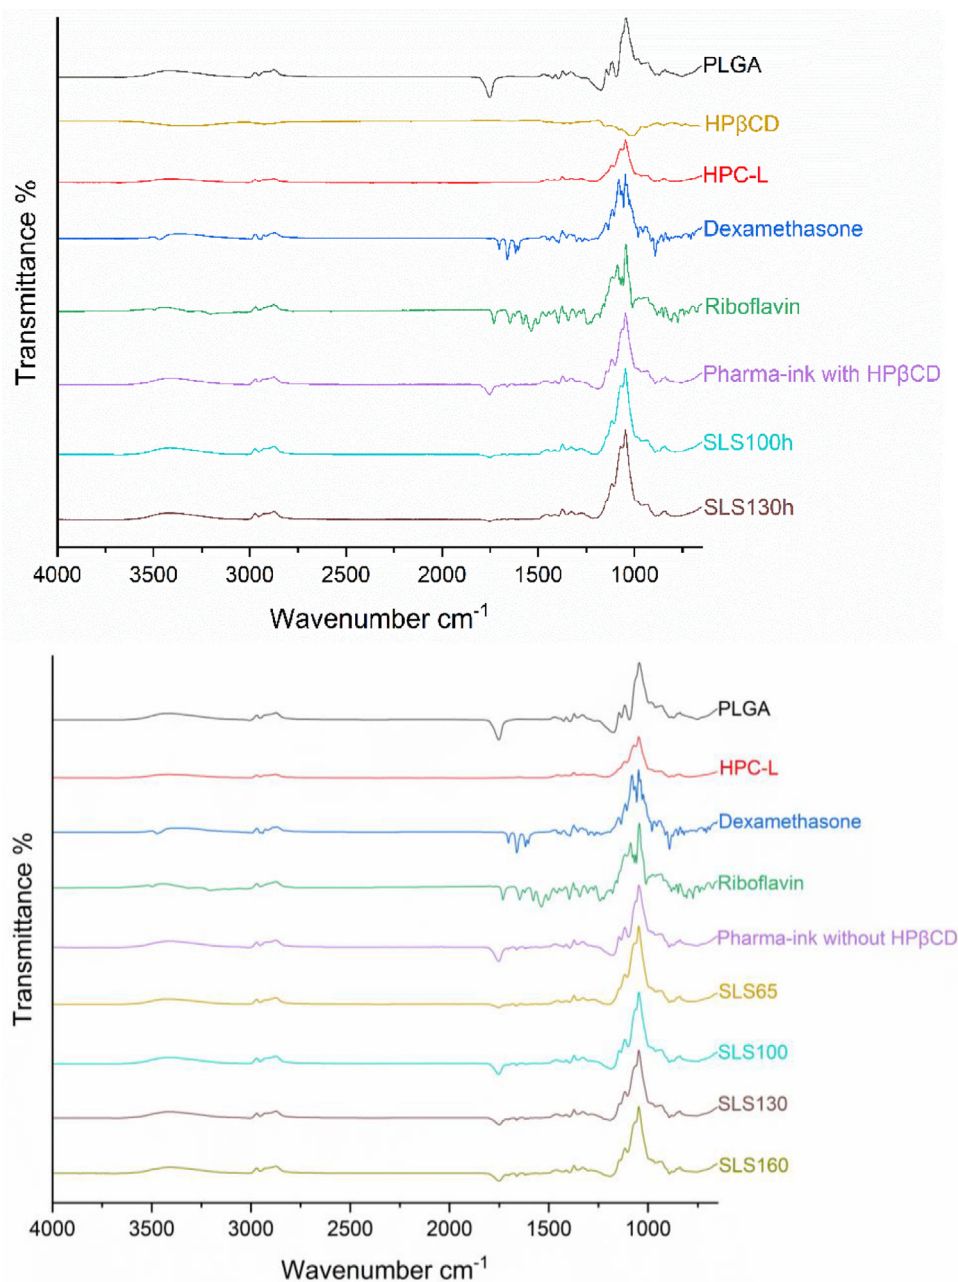 PLGA
HPβCD
HPC-L
Dexamethasone
Riboflavin
Pharma-ink with HPβCD
SLS100h
SLS130h
Transmittance %
4000 3500 3000 2500 2000 1500 1000
Wavenumber cm⁻¹
PLGA
HPC-L
Dexamethasone
Riboflavin
Pharma-ink without HPβCD
SLS65
SLS100
SLS130
SLS160
Transmittance %
4000 3500 3000 2500 2000 1500 1000
Wavenumber cm⁻¹